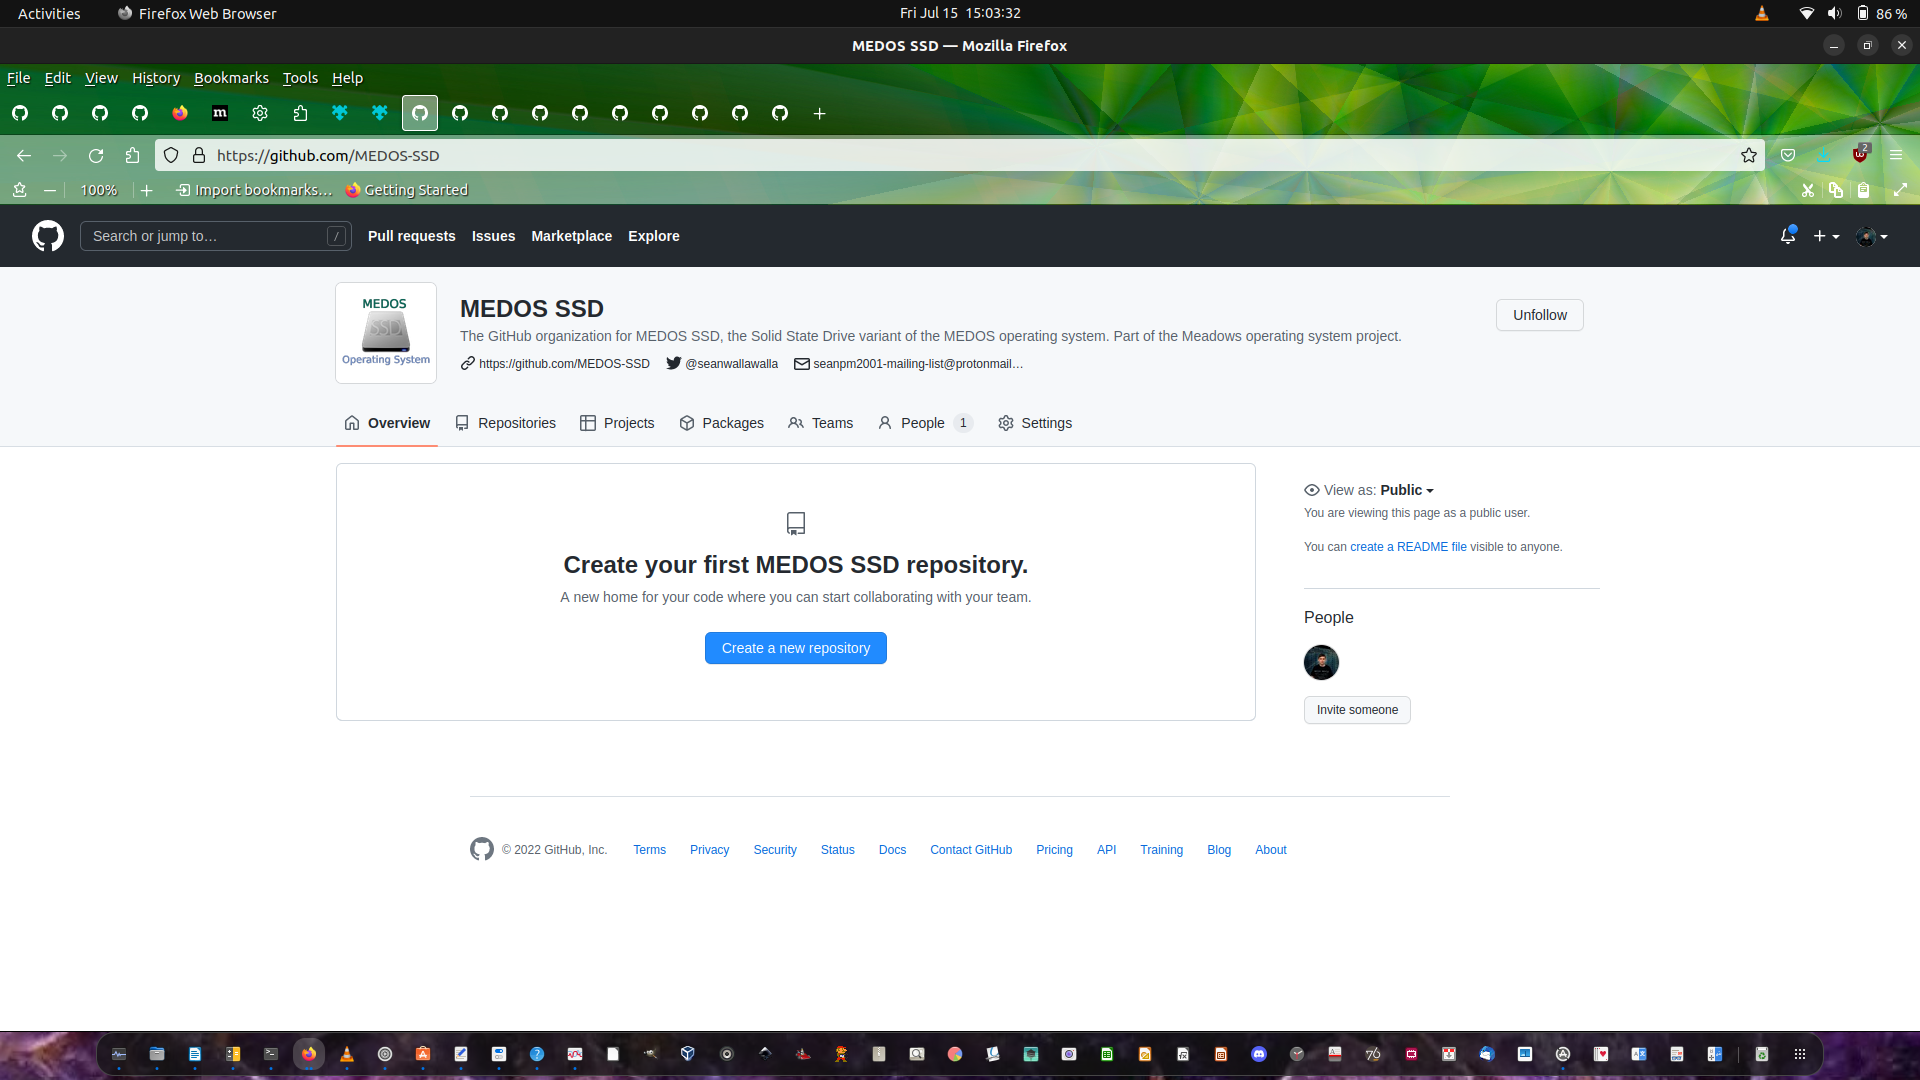 Activities Firefox Web Browser Fri Jul 15 15:03:32 86 %
MEDOS SSD — Mozilla Firefox
File Edit View History Bookmarks Tools Help
https://github.com/MEDOS-SSD 2
100% Import bookmarks… Getting Started
Search or jump to… / Pull requests Issues Marketplace Explore
MEDOS
SSD
Operating System
MEDOS SSD
The GitHub organization for MEDOS SSD, the Solid State Drive variant of the MEDOS operating system. Part of the Meadows operating system project.
https://github.com/MEDOS-SSD @seanwallawalla seanpm2001-mailing-list@protonmail…
Unfollow
Overview Repositories Projects Packages Teams People 1 Settings
Create your first MEDOS SSD repository.
A new home for your code where you can start collaborating with your team.
Create a new repository
View as: Public
You are viewing this page as a public user.
You can create a README file visible to anyone.
People
Invite someone
© 2022 GitHub, Inc. Terms Privacy Security Status Docs Contact GitHub Pricing API Training Blog About